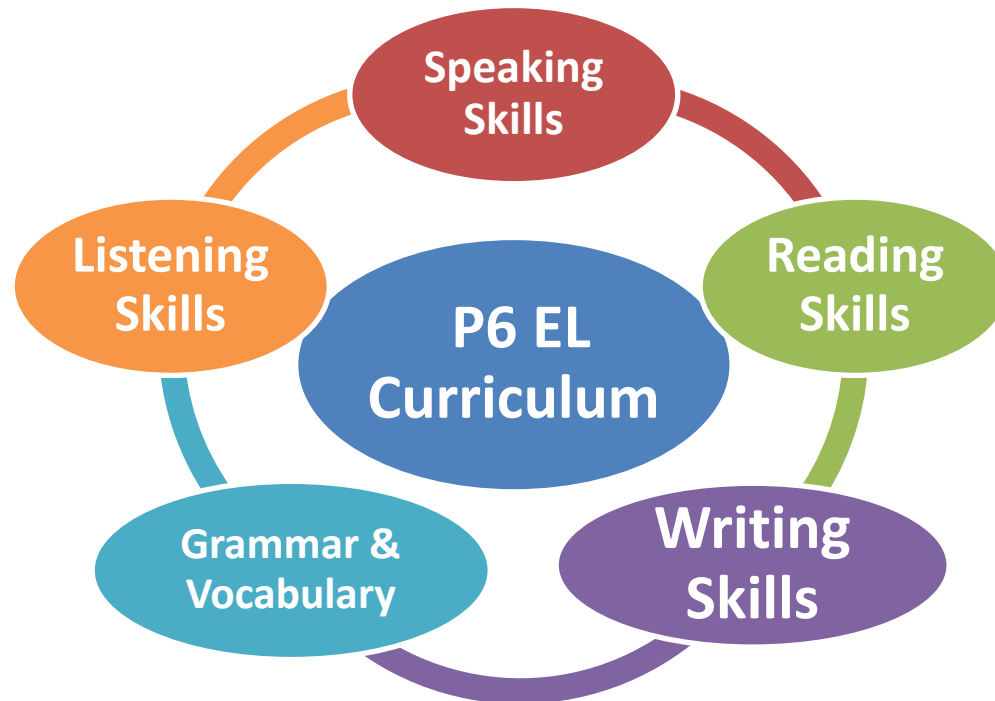 Speaking
Skills
Listening
Skills
Reading
Skills
P6 EL
Curriculum
Grammar &
Vocabulary
Writing
Skills